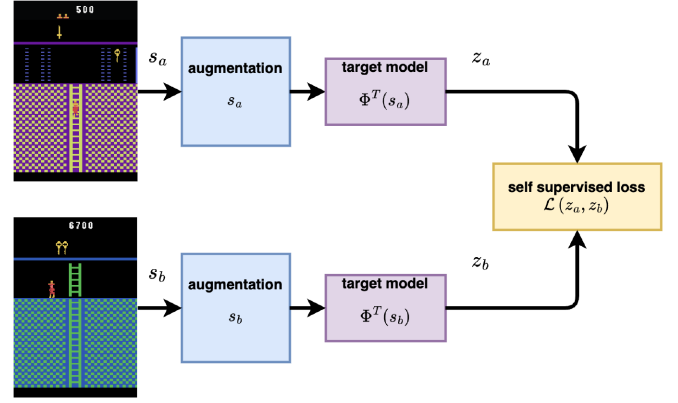 500
s_a
augmentation
s_a
target model
Φ^T(s_a)
z_a
self supervised loss
ℒ(z_a, z_b)
6700
s_b
augmentation
s_b
target model
Φ^T(s_b)
z_b